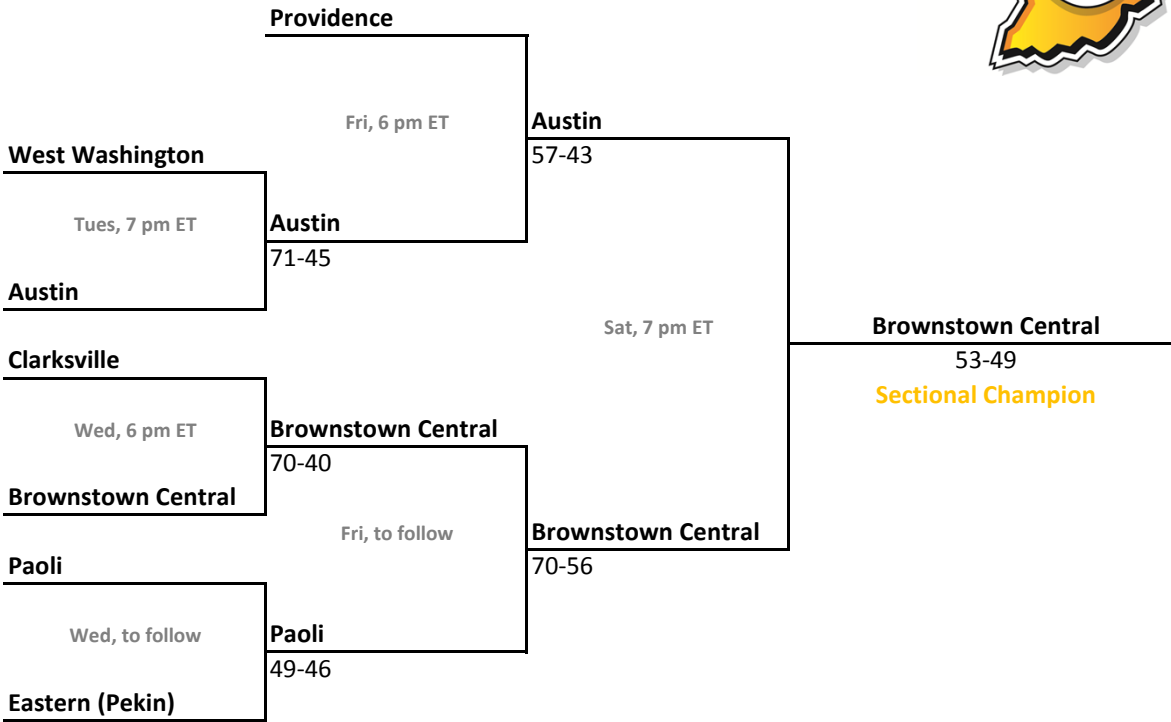 Providence
Fri, 6 pm ET
Austin
57-43
West Washington
Tues, 7 pm ET
Austin
71-45
Austin
Sat, 7 pm ET
Brownstown Central
53-49
Sectional Champion
Clarksville
Wed, 6 pm ET
Brownstown Central
70-40
Brownstown Central
Fri, to follow
Brownstown Central
70-56
Paoli
Wed, to follow
Paoli
49-46
Eastern (Pekin)